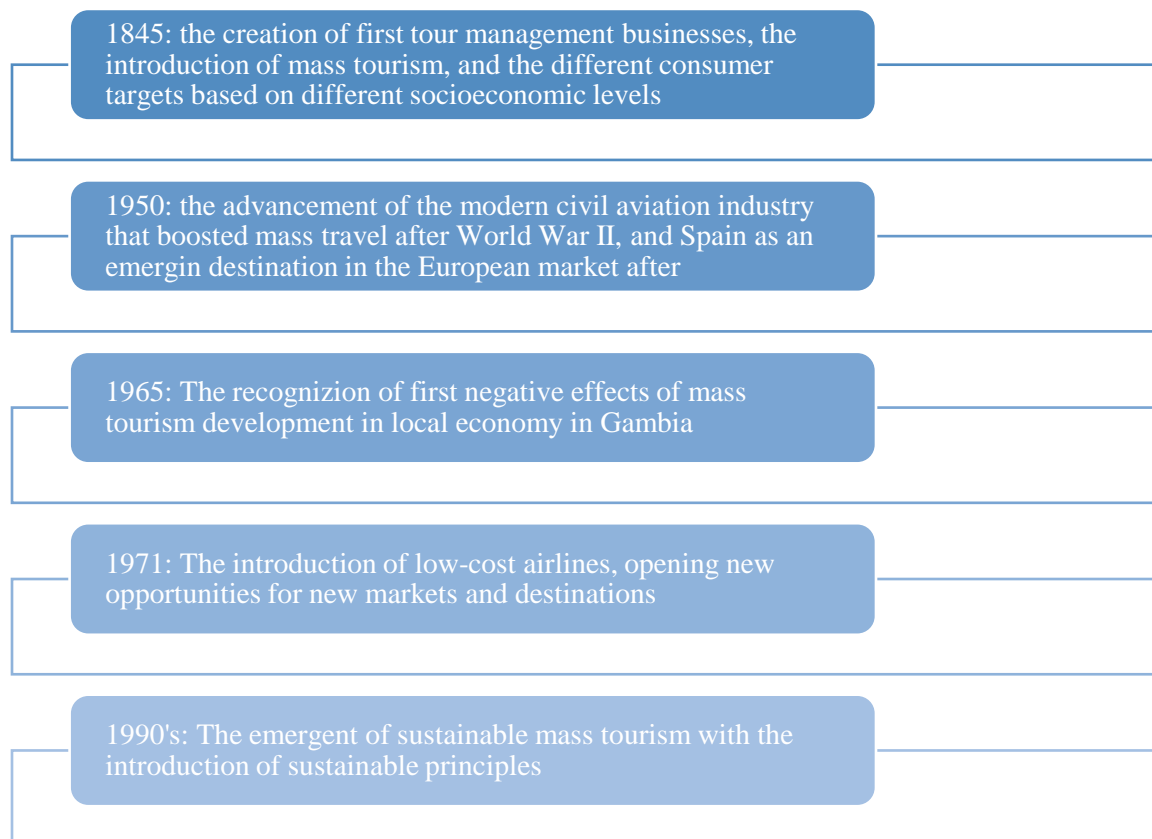 1845: the creation of first tour management businesses, the
introduction of mass tourism, and the different consumer
targets based on different socioeconomic levels
1950: the advancement of the modern civil aviation industry
that boosted mass travel after World War II, and Spain as an
emergin destination in the European market after
1965: The recognizion of first negative effects of mass
tourism development in local economy in Gambia
1971: The introduction of low-cost airlines, opening new
opportunities for new markets and destinations
1990's: The emergent of sustainable mass tourism with the
introduction of sustainable principles